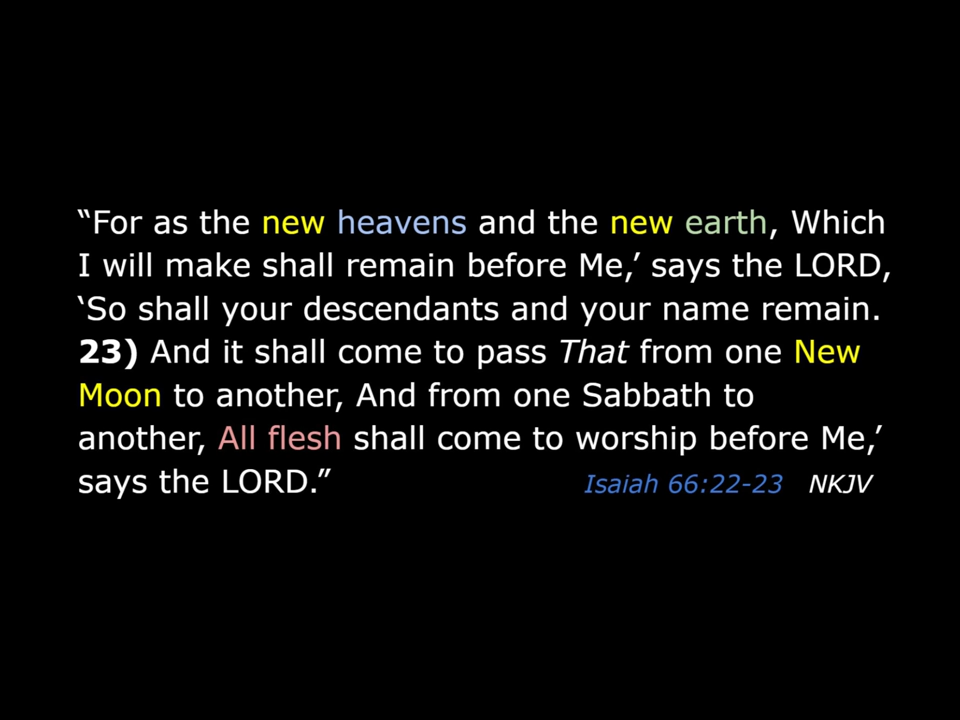 “For as the new heavens and the new earth, Which
I will make shall remain before Me,’ says the LORD,
‘So shall your descendants and your name remain.
23) And it shall come to pass That from one New
Moon to another, And from one Sabbath to
another, All flesh shall come to worship before Me,’
says the LORD.” Isaiah 66:22-23 NKJV